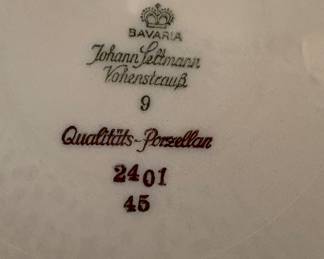 BAVARIA
Johann Seltmann
Vohenstrauß
9
Qualitäts-Porzellan
2401
45